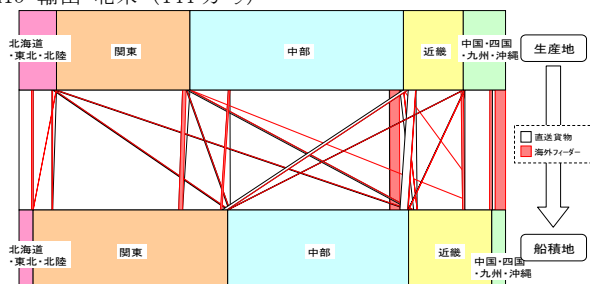 北海道
・東北・北陸
関東
中部
近畿
中国・四国
・九州・沖縄
生産地
直送貨物
海外フィーダー
北海道
・東北・北陸
関東
中部
近畿
中国・四国
・九州・沖縄
船積地